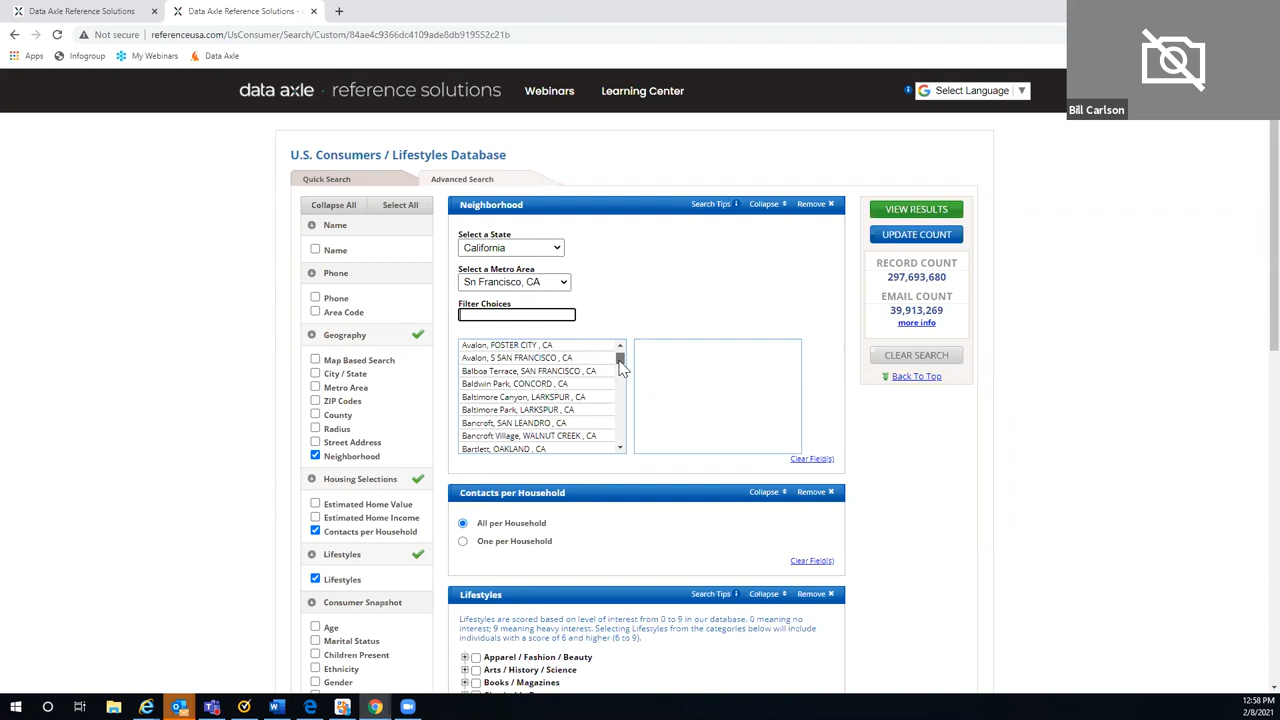 Data Axle Reference Solutions
Data Axle Reference Solutions -
Not secure
referenceusa.com/UsConsumer/Search/Custom/84ae4c9366dc4109ade8db919552c21b
Apps
Infogroup
My Webinars
Data Axle
Bill Carlson
data axle reference solutions
Webinars
Learning Center
Select Language
U.S. Consumers / Lifestyles Database
Quick Search
Advanced Search
Collapse All
Select All
Name
Name
Phone
Phone
Area Code
Geography
Map Based Search
City / State
Metro Area
ZIP Codes
County
Radius
Street Address
Neighborhood
Housing Selections
Estimated Home Value
Estimated Home Income
Contacts per Household
Lifestyles
Lifestyles
Consumer Snapshot
Age
Marital Status
Children Present
Ethnicity
Gender
Neighborhood
Search Tips
Collapse
Remove
Select a State
California
Select a Metro Area
Sn Francisco, CA
Filter Choices
Avalon, FOSTER CITY , CA
Avalon, S SAN FRANCISCO , CA
Balboa Terrace, SAN FRANCISCO , CA
Baldwin Park, CONCORD , CA
Baltimore Canyon, LARKSPUR , CA
Baltimore Park, LARKSPUR , CA
Bancroft, SAN LEANDRO , CA
Bancroft Village, WALNUT CREEK , CA
Bartlett, OAKLAND , CA
Clear Field(s)
Contacts per Household
Collapse
Remove
All per Household
One per Household
Clear Field(s)
Lifestyles
Search Tips
Collapse
Remove
Lifestyles are scored based on level of interest from 0 to 9 in our database. 0 meaning no
interest; 9 meaning heavy interest. Selecting Lifestyles from the categories below will include
individuals with a score of 6 and higher (6 to 9).
Apparel / Fashion / Beauty
Arts / History / Science
Books / Magazines
VIEW RESULTS
UPDATE COUNT
RECORD COUNT
297,693,680
EMAIL COUNT
39,913,269
more info
CLEAR SEARCH
Back To Top
12:58 PM
2/8/2021